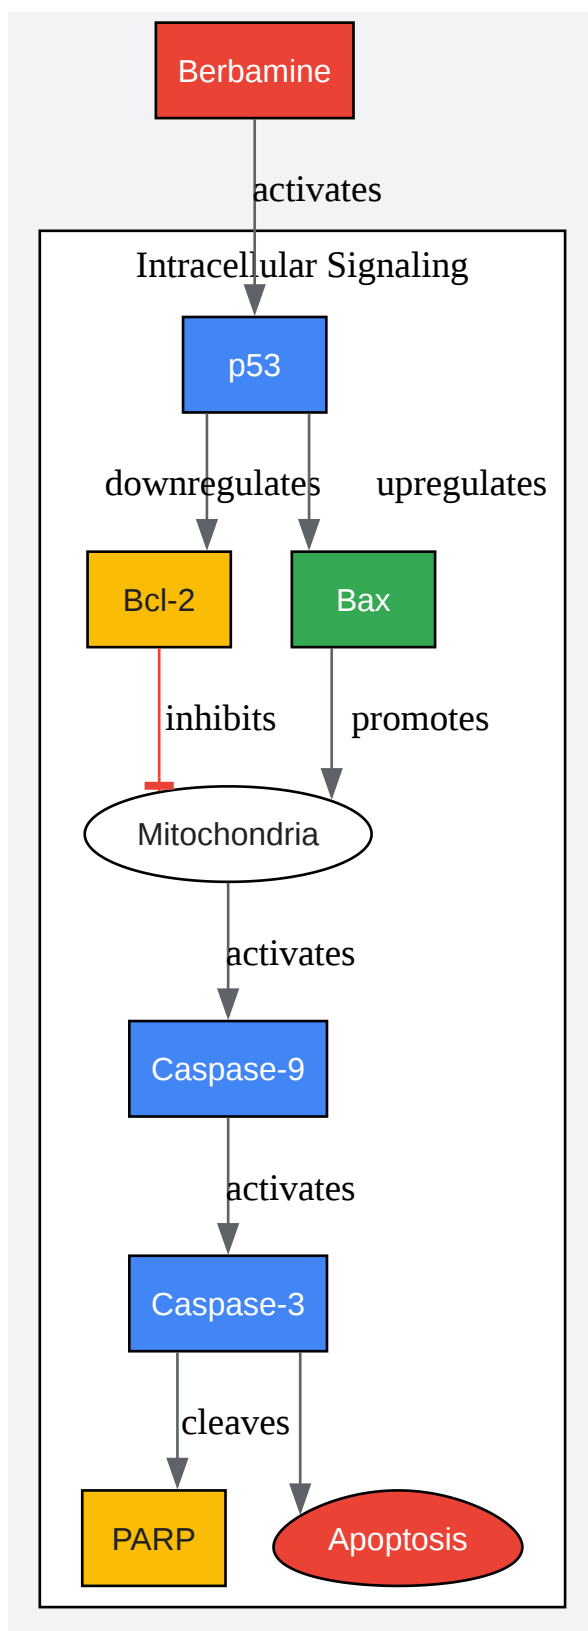 Berbamine
activates
Intracellular Signaling
p53
downregulates
upregulates
Bcl-2
Bax
inhibits
promotes
Mitochondria
activates
Caspase-9
activates
Caspase-3
cleaves
PARP
Apoptosis